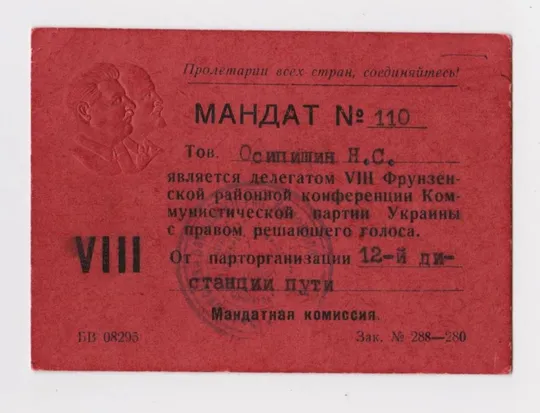 Пролетарии всех стран, соединяйтесь!
МАНДАТ № 110
Тов. Осипишин Н.С.
является делегатом VIII Фрунзен-
ской районной конференции Ком-
мунистической партии Украины
с правом решающего голоса.
VIII
От парторганизации 12-й ди-
станции пути
Мандатная комиссия.
БВ 08295
Зак. № 288—280